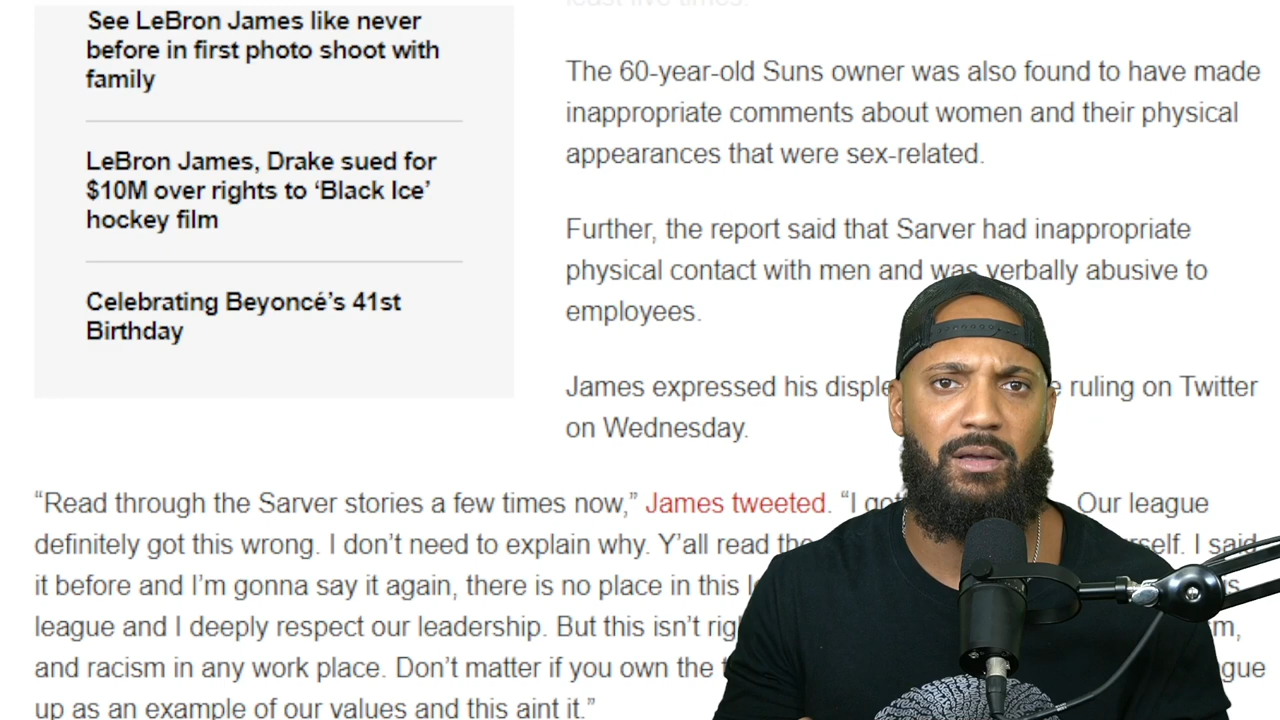 See LeBron James like never
before in first photo shoot with
family
LeBron James, Drake sued for
$10M over rights to ‘Black Ice’
hockey film
Celebrating Beyoncé’s 41st
Birthday
least five times.
The 60-year-old Suns owner was also found to have made
inappropriate comments about women and their physical
appearances that were sex-related.
Further, the report said that Sarver had inappropriate
physical contact with men and was verbally abusive to
employees.
James expressed his ruling on Twitter
on Wednesday.
“Read through the Sarver stories a few times now,” James tweeted. “I Our league
definitely got this wrong. I don’t need to explain why. Y’all read I said
it before and I’m gonna say it again, there is no place in this
league and I deeply respect our leadership. But this isn’t
and racism in any work place. Don’t matter if you own the
up as an example of our values and this aint it.”